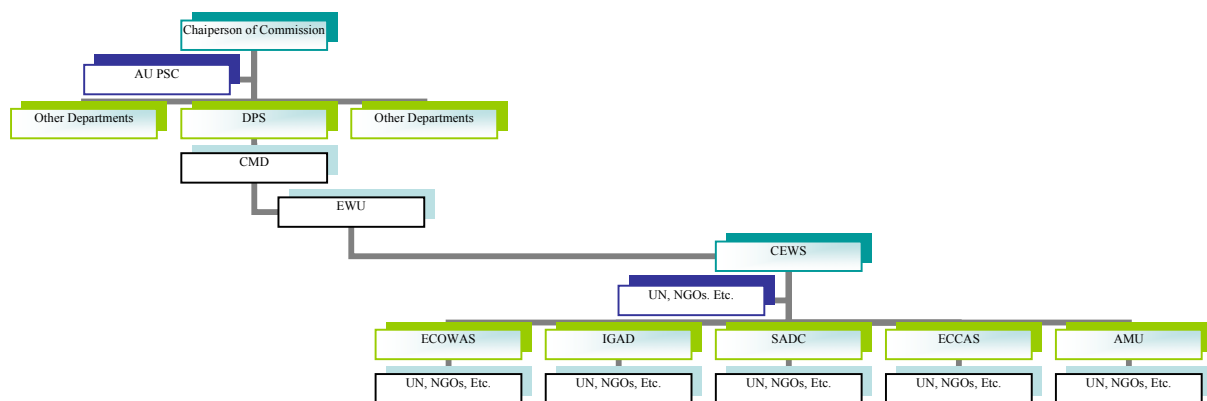 Chaiperson of Commission
AU PSC
Other Departments
DPS
Other Departments
CMD
EWU
CEWS
UN, NGOs. Etc.
ECOWAS
IGAD
SADC
ECCAS
AMU
UN, NGOs, Etc.
UN, NGOs, Etc.
UN, NGOs, Etc.
UN, NGOs, Etc.
UN, NGOs, Etc.